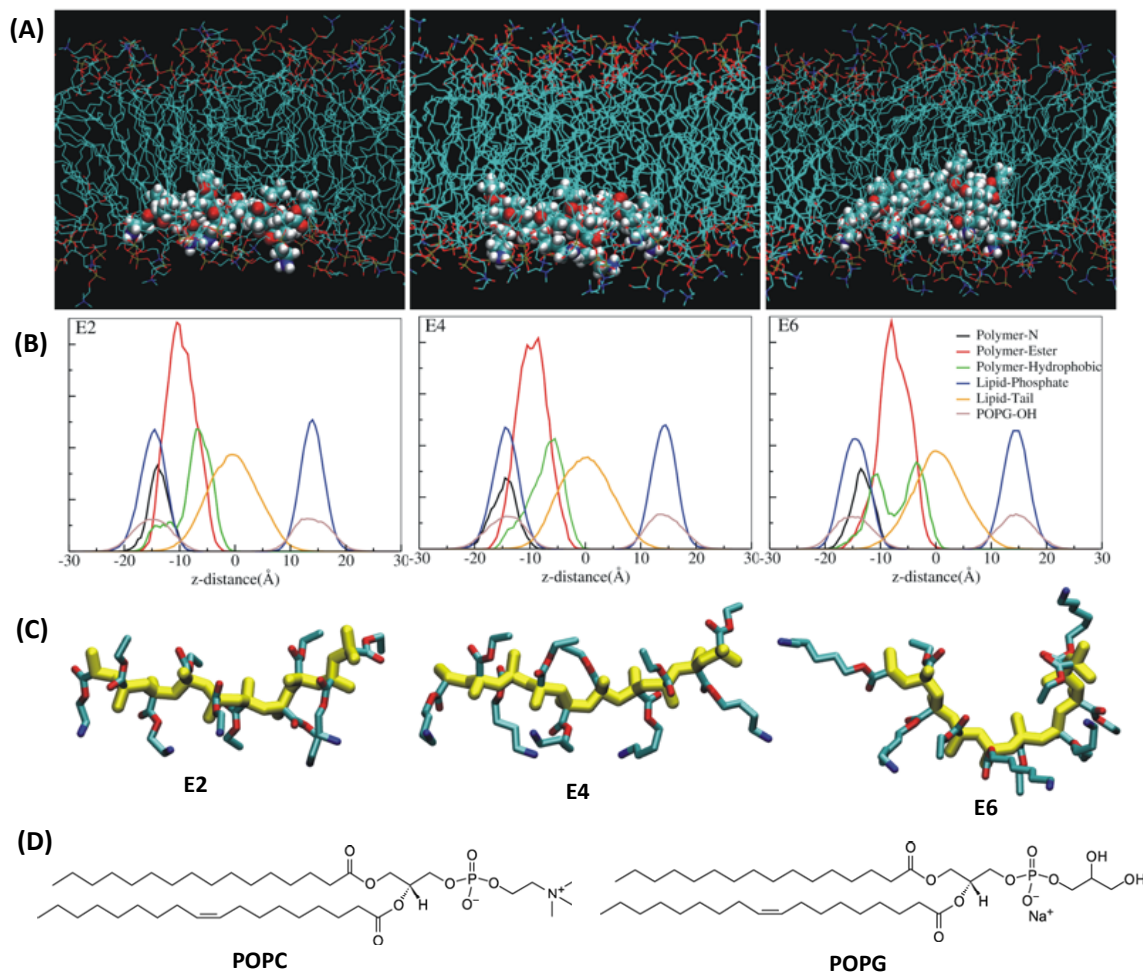 (A)
(B)
E2
E4
E6
Polymer-N
Polymer-Ester
Polymer-Hydrophobic
Lipid-Phosphate
Lipid-Tail
POPG-OH
-30 -20 -10 0 10 20 30
-20 -10 0 10 20
-30 -20 -10 0 10 20 30
z-distance(Å)
z-distance(Å)
z-distance(Å)
(C)
E2
E4
E6
(D)
O
O
O
P
O
O⁻
N⁺
O
H
O
POPC
O
O
O
P
O
O⁻
Na⁺
OH
OH
O
H
O
POPG